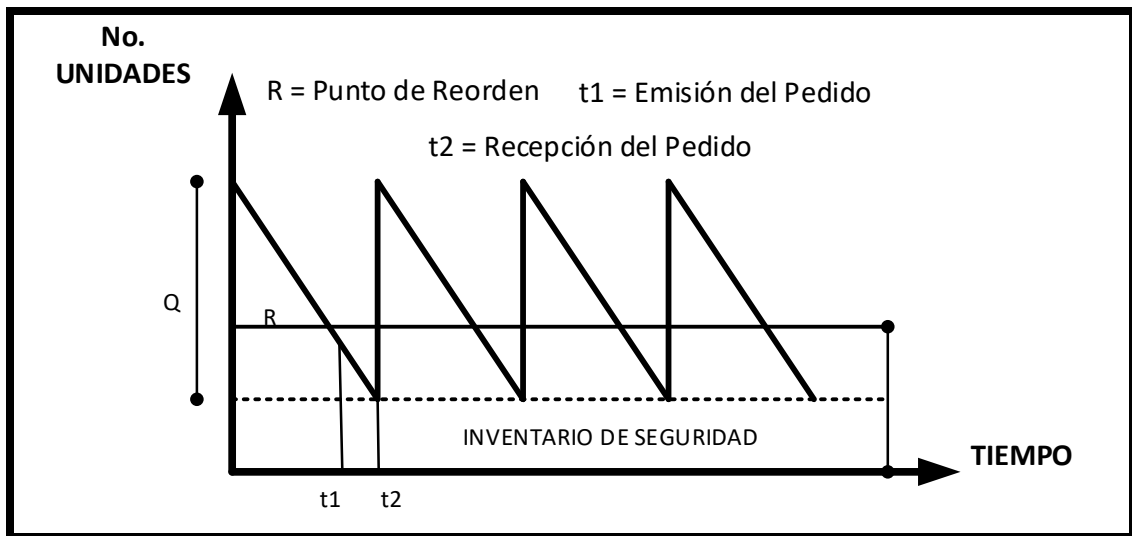 No.
UNIDADES
R = Punto de Reorden t1 = Emisión del Pedido
t2 = Recepción del Pedido
Q
R
INVENTARIO DE SEGURIDAD
TIEMPO
t1 t2